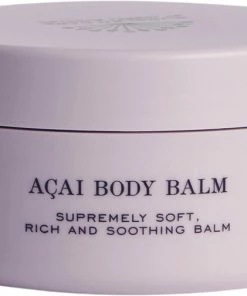 AÇAI BODY BALM
SUPREMELY SOFT,
RICH AND SOOTHING BALM